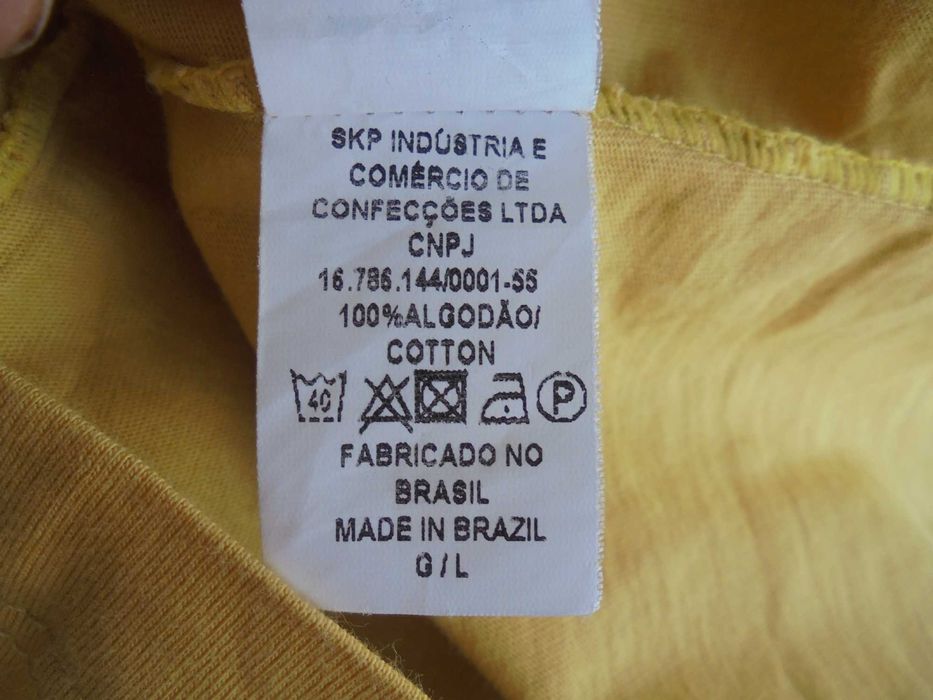 SKP INDÚSTRIA E
COMÉRCIO DE
CONFECÇÕES LTDA
CNPJ
16.786.144/0001-55
100%ALGODÃO/
COTTON
40 P
FABRICADO NO
BRASIL
MADE IN BRAZIL
G / L